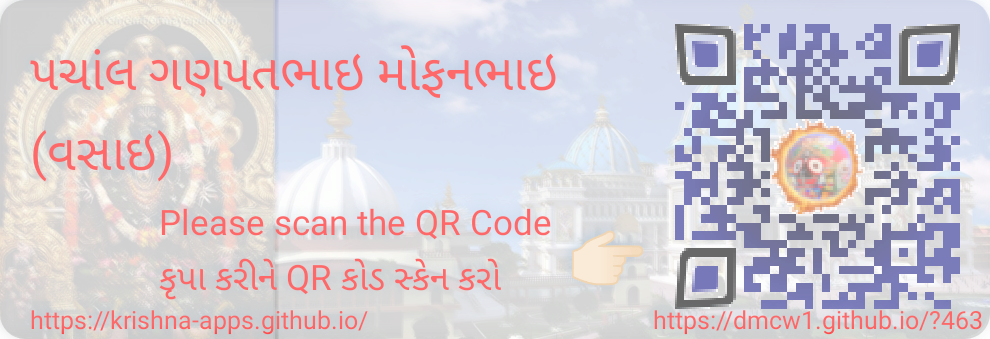 પચાંલ ગણપતભાઇ મોફનભાઇ
(વસાઇ)
Please scan the QR Code
કૃપા કરીને QR કોડ સ્કેન કરો
https://krishna-apps.github.io/
https://dmcw1.github.io/?463